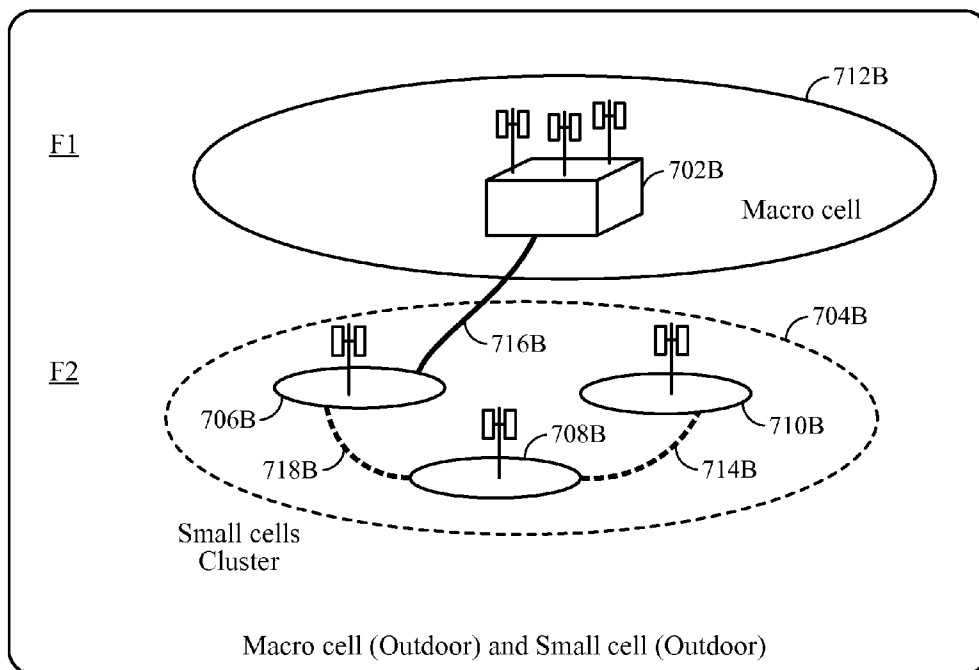 712B
F1
702B
Macro cell
704B
716B
F2
706B
708B
710B
718B
714B
Small cells
Cluster
Macro cell (Outdoor) and Small cell (Outdoor)